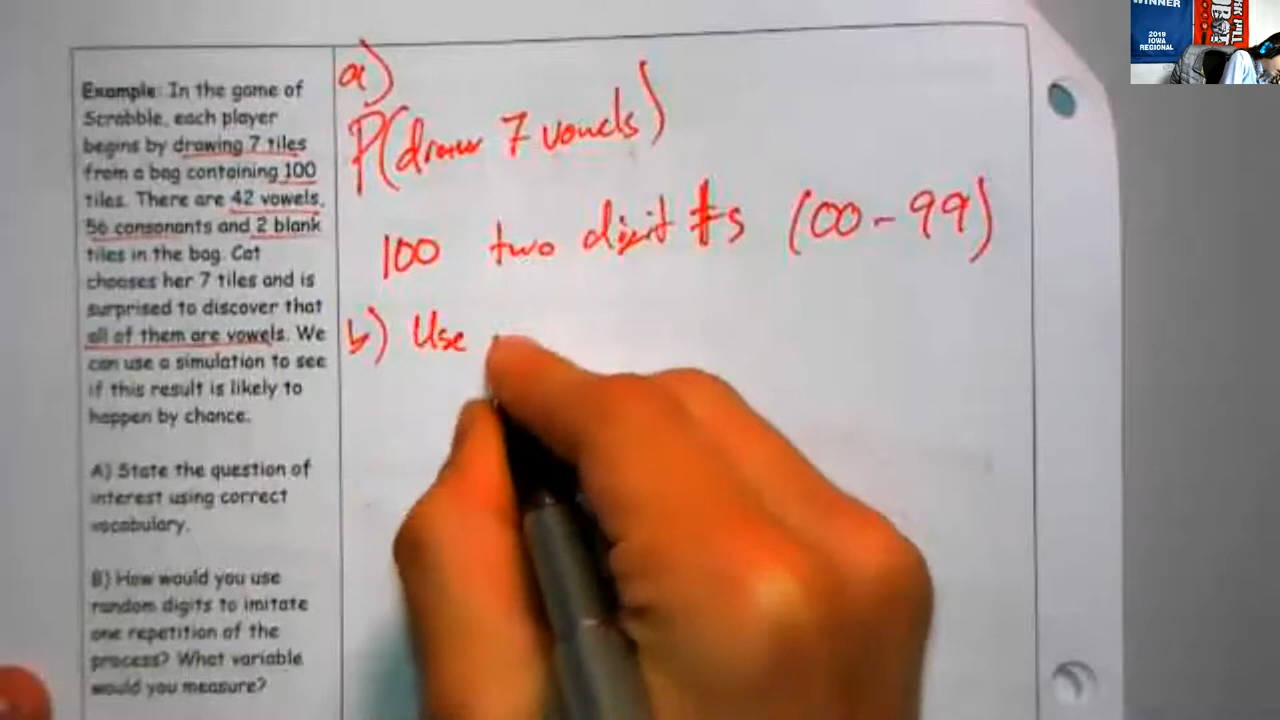 Example: In the game of
Scrabble, each player
begins by drawing 7 tiles
from a bag containing 100
tiles. There are 42 vowels,
56 consonants and 2 blank
tiles in the bag. Cat
chooses her 7 tiles and is
surprised to discover that
all of them are vowels. We
can use a simulation to see
if this result is likely to
happen by chance.
A) State the question of
interest using correct
vocabulary.
B) How would you use
random digits to imitate
one repetition of the
process? What variable
would you measure?
a)
P(draw 7 vowels)
100 two digit #s (00-99)
b) Use
WINNER
2019 IOWA
REGIONAL